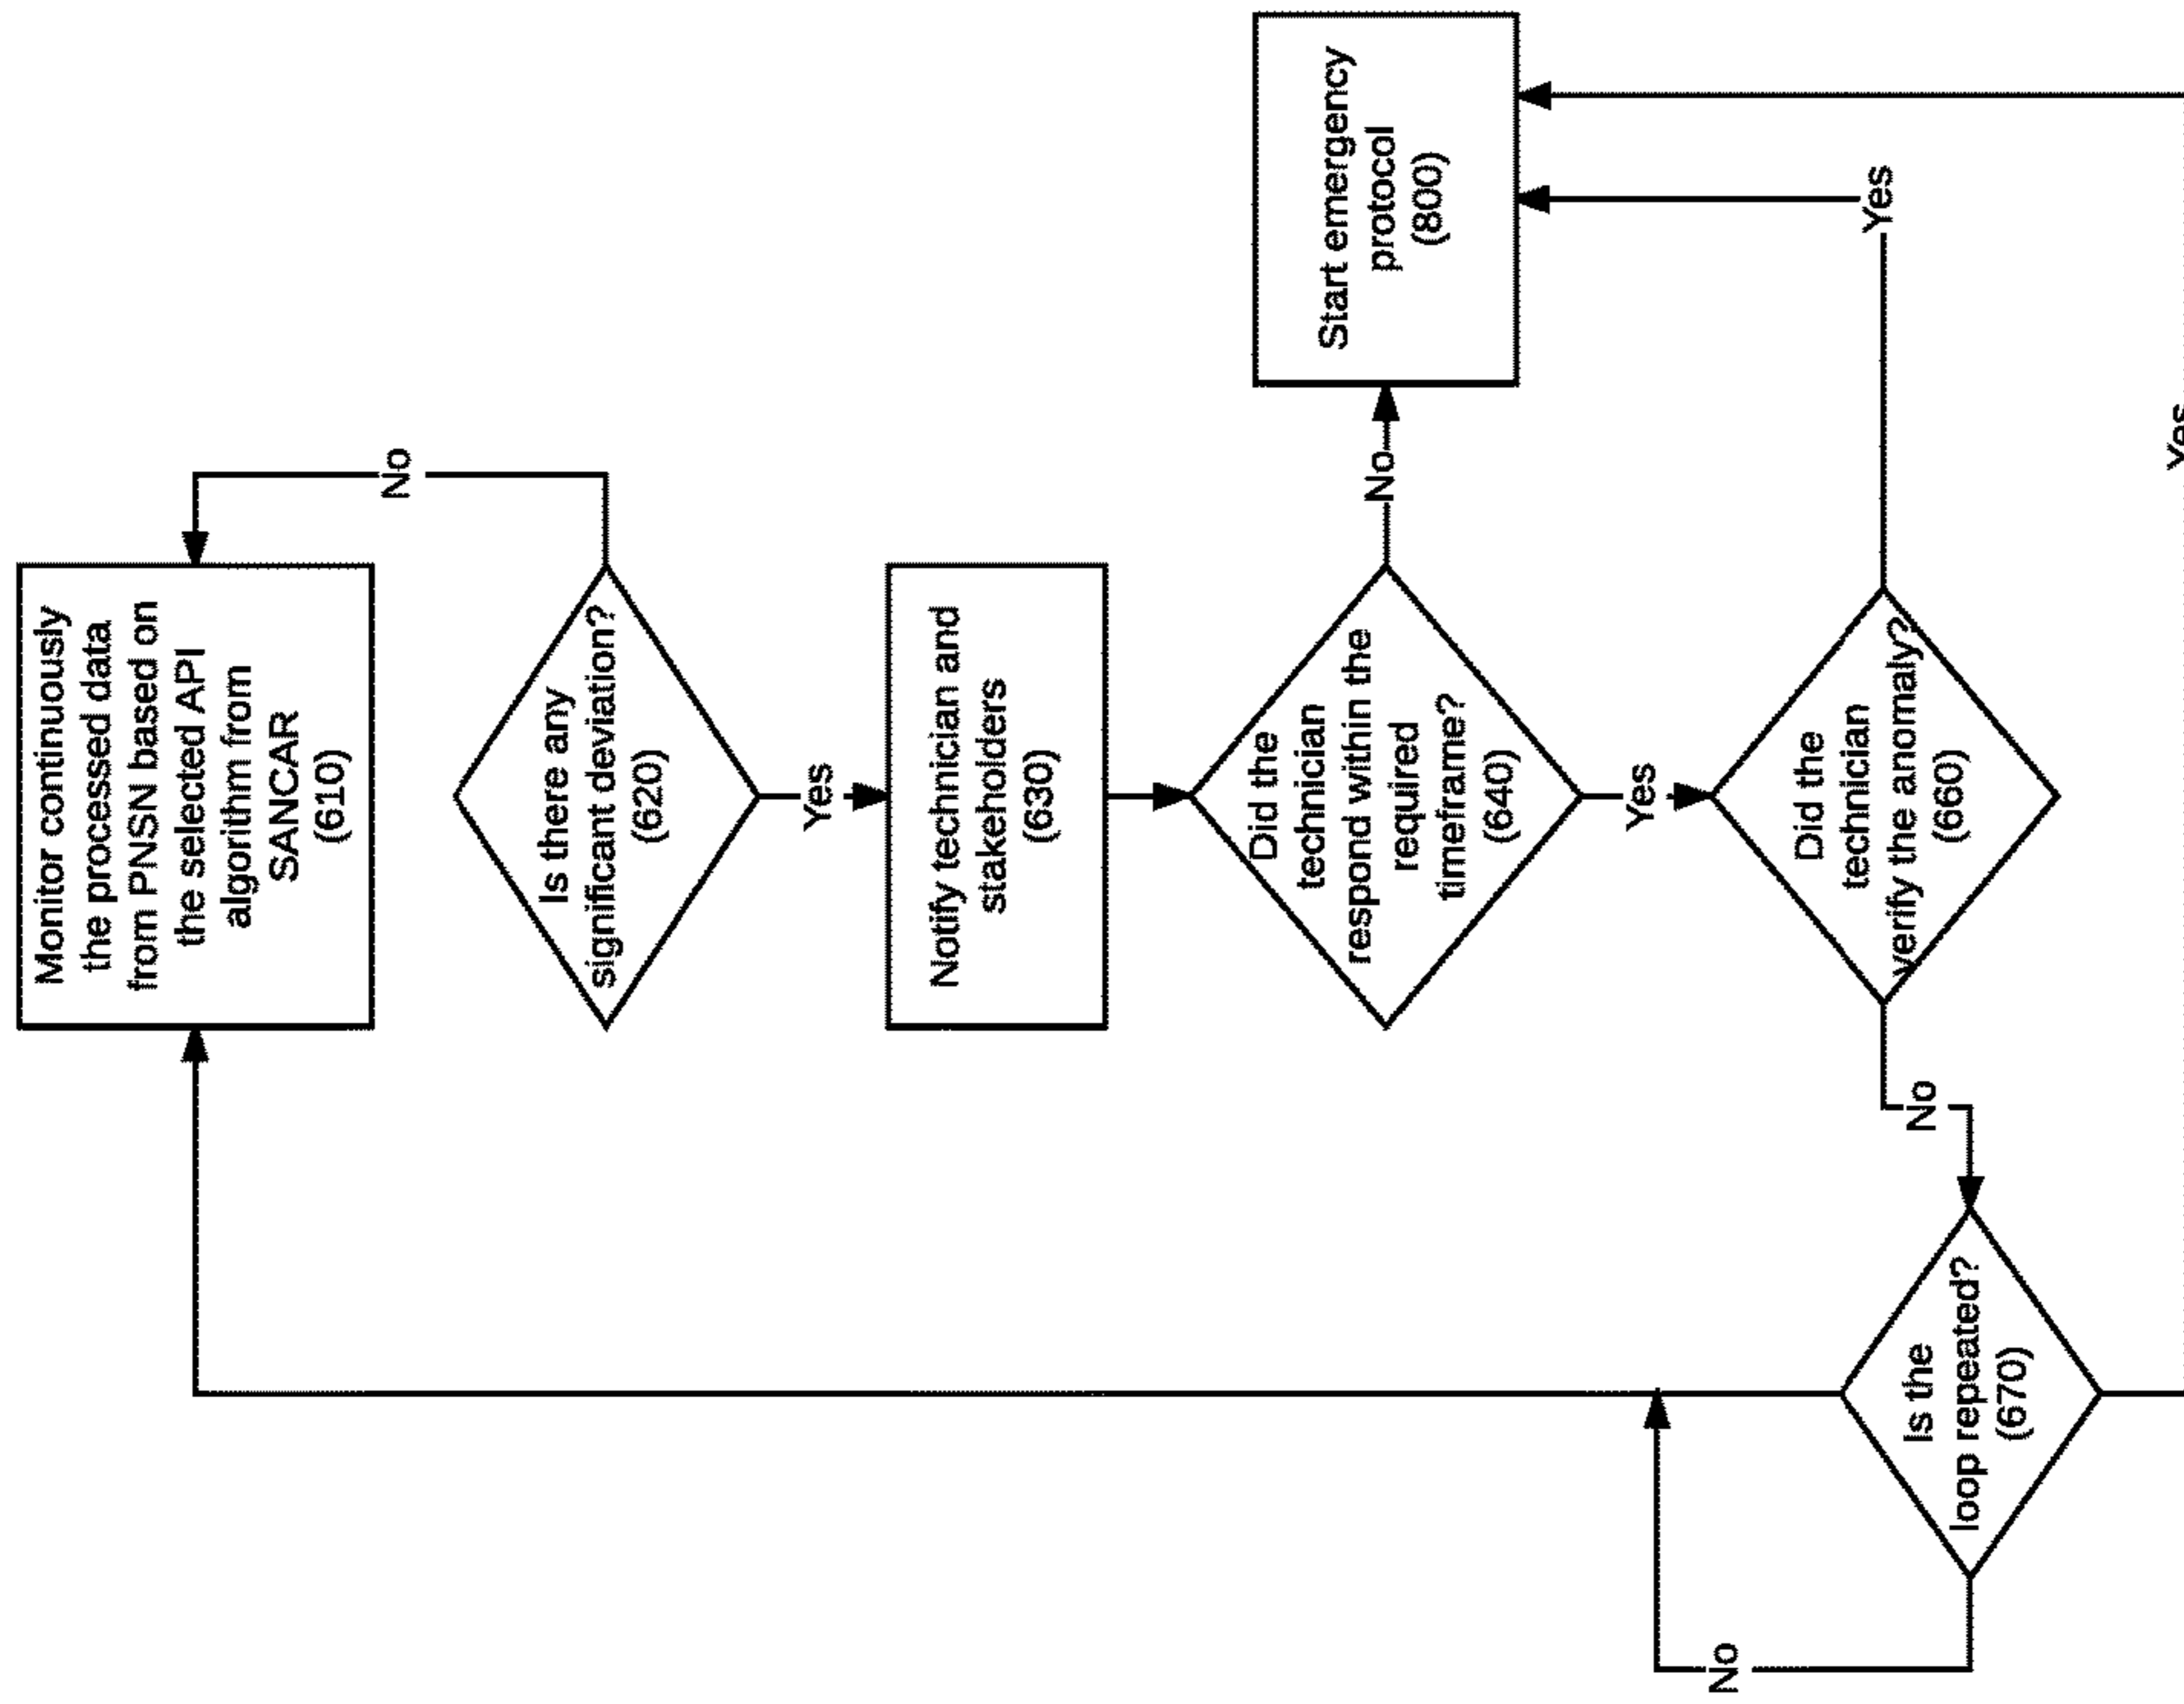 Monitor continuously
the processed data
from PNSN based on
the selected API
algorithm from
SANCAR
(610)
No
Is there any
significant deviation?
(620)
Yes
Notify technician and
stakeholders
(630)
Did the
technician
respond within the
required
timeframe?
(640)
No
Start emergency
protocol
(800)
Yes
Did the
technician
verify the anomaly?
(660)
Yes
No
Is the
loop repeated?
(670)
No
Yes